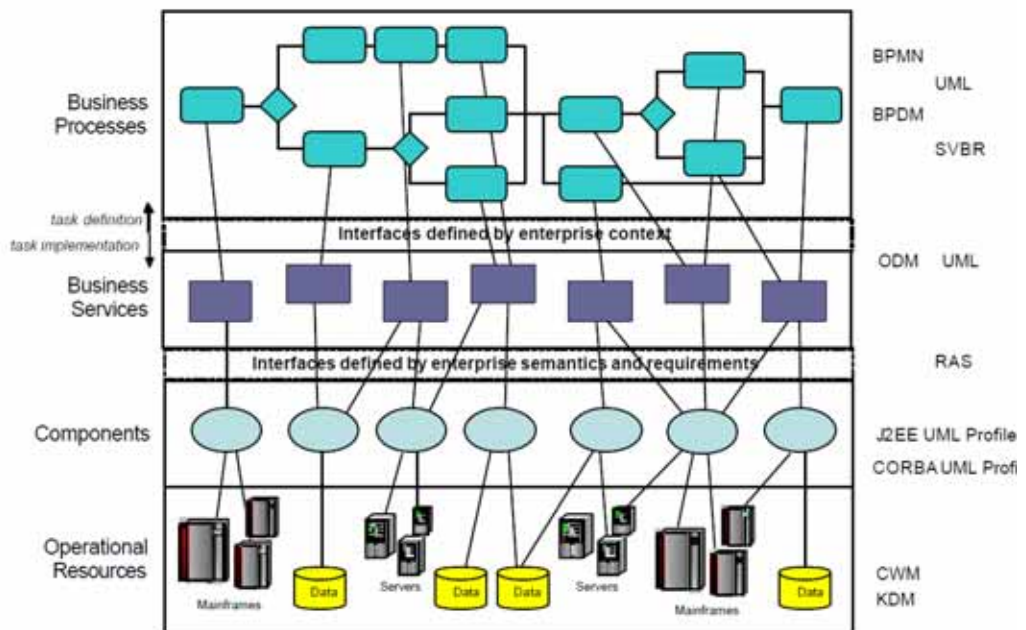 BPMN
UML
Business
Processes
BPDM
SVBR
task definition
Interfaces defined by enterprise context
task implementation
ODM UML
Business
Services
Interfaces defined by enterprise semantics and requirements
RAS
Components
J2EE UML Profile
CORBA UML Profi
Operational
Resources
Mainframes
Data
Servers
Data
Data
Servers
Mainframes
Data
CWM
KDM